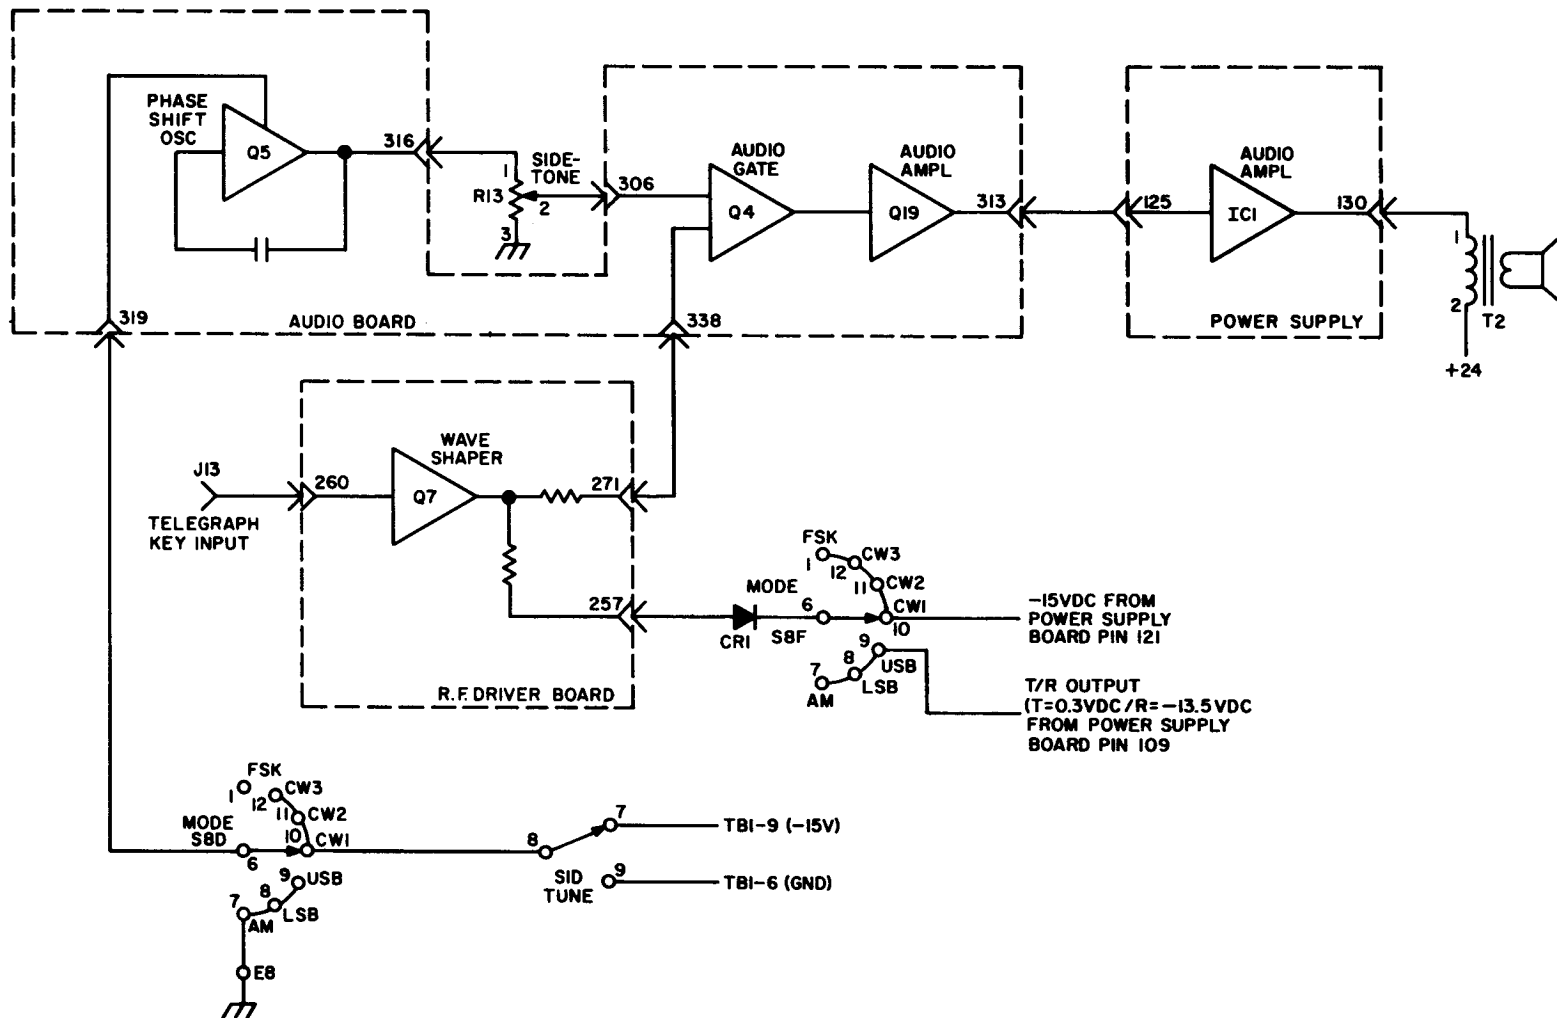 PHASE
SHIFT
OSC
Q5
316
1
SIDE-
TONE
R13
2
3
306
AUDIO
GATE
Q4
AUDIO
AMPL
Q19
313
125
AUDIO
AMPL
IC1
130
1
2
T2
+24
319
AUDIO BOARD
338
POWER SUPPLY
J13
TELEGRAPH
KEY INPUT
260
WAVE
SHAPER
Q7
271
257
R.F. DRIVER BOARD
CR1
MODE
S8F
6
FSK
1
12
CW3
11
CW2
CW1
10
9
USB
8
LSB
7
AM
-15VDC FROM
POWER SUPPLY
BOARD PIN 121
T/R OUTPUT
(T=0.3VDC/R=-13.5VDC
FROM POWER SUPPLY
BOARD PIN 109
FSK
1
12
CW3
11
CW2
MODE
S8D
10
CW1
6
9
USB
8
LSB
7
AM
E8
8
7
TB1-9 (-15V)
SID
TUNE
9
TB1-6 (GND)